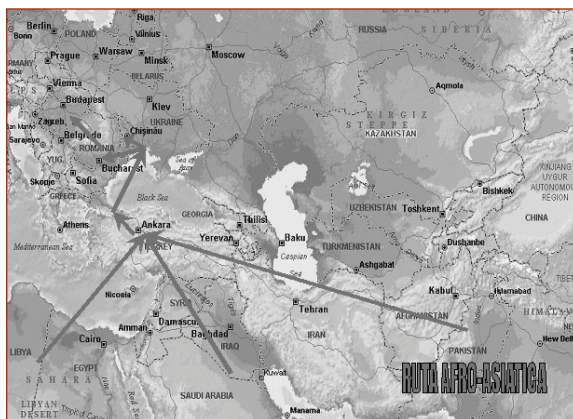 Berlin
POLAND
Bonn
Riga
Vilnius
Moscow
RUSSIA
SIBERIA
Warsaw
Minsk
Prague
BELARUS
Vienna
Budapest
Kiev
UKRAINE
Aqmola
KIRGIZ
STEPPE
KAZAKHSTAN
Zagreb
Chisinău
Belgrade
ROMANIA
Sarajevo
YUG.
Bucharest
Skopje
Sofia
Black Sea
GEORGIA
Tbilisi
UZBEKISTAN
Toshkent
Bishkek
XINJIANG
UYGUR
AUTONOMOUS
REGION
CHINA
GREECE
Athens
Ankara
TURKEY
Yerevan
Baku
Caspian
Sea
TURKMENISTAN
Ashgabat
Dushanbe
Mediterranean Sea
Nicosia
SYRIA
Tehran
Kabul
Islamabad
Amman
Damascu.
Baghdad
IRAQ
IRAN
AFGHANISTAN
PAKISTAN
LIBYA
Cairo
EGYPT
SAHARA
Kuwait
New Delhi
RUTA AFRO-ASIATICA
LIBYAN
DESERT
SAUDI ARABIA
Manama